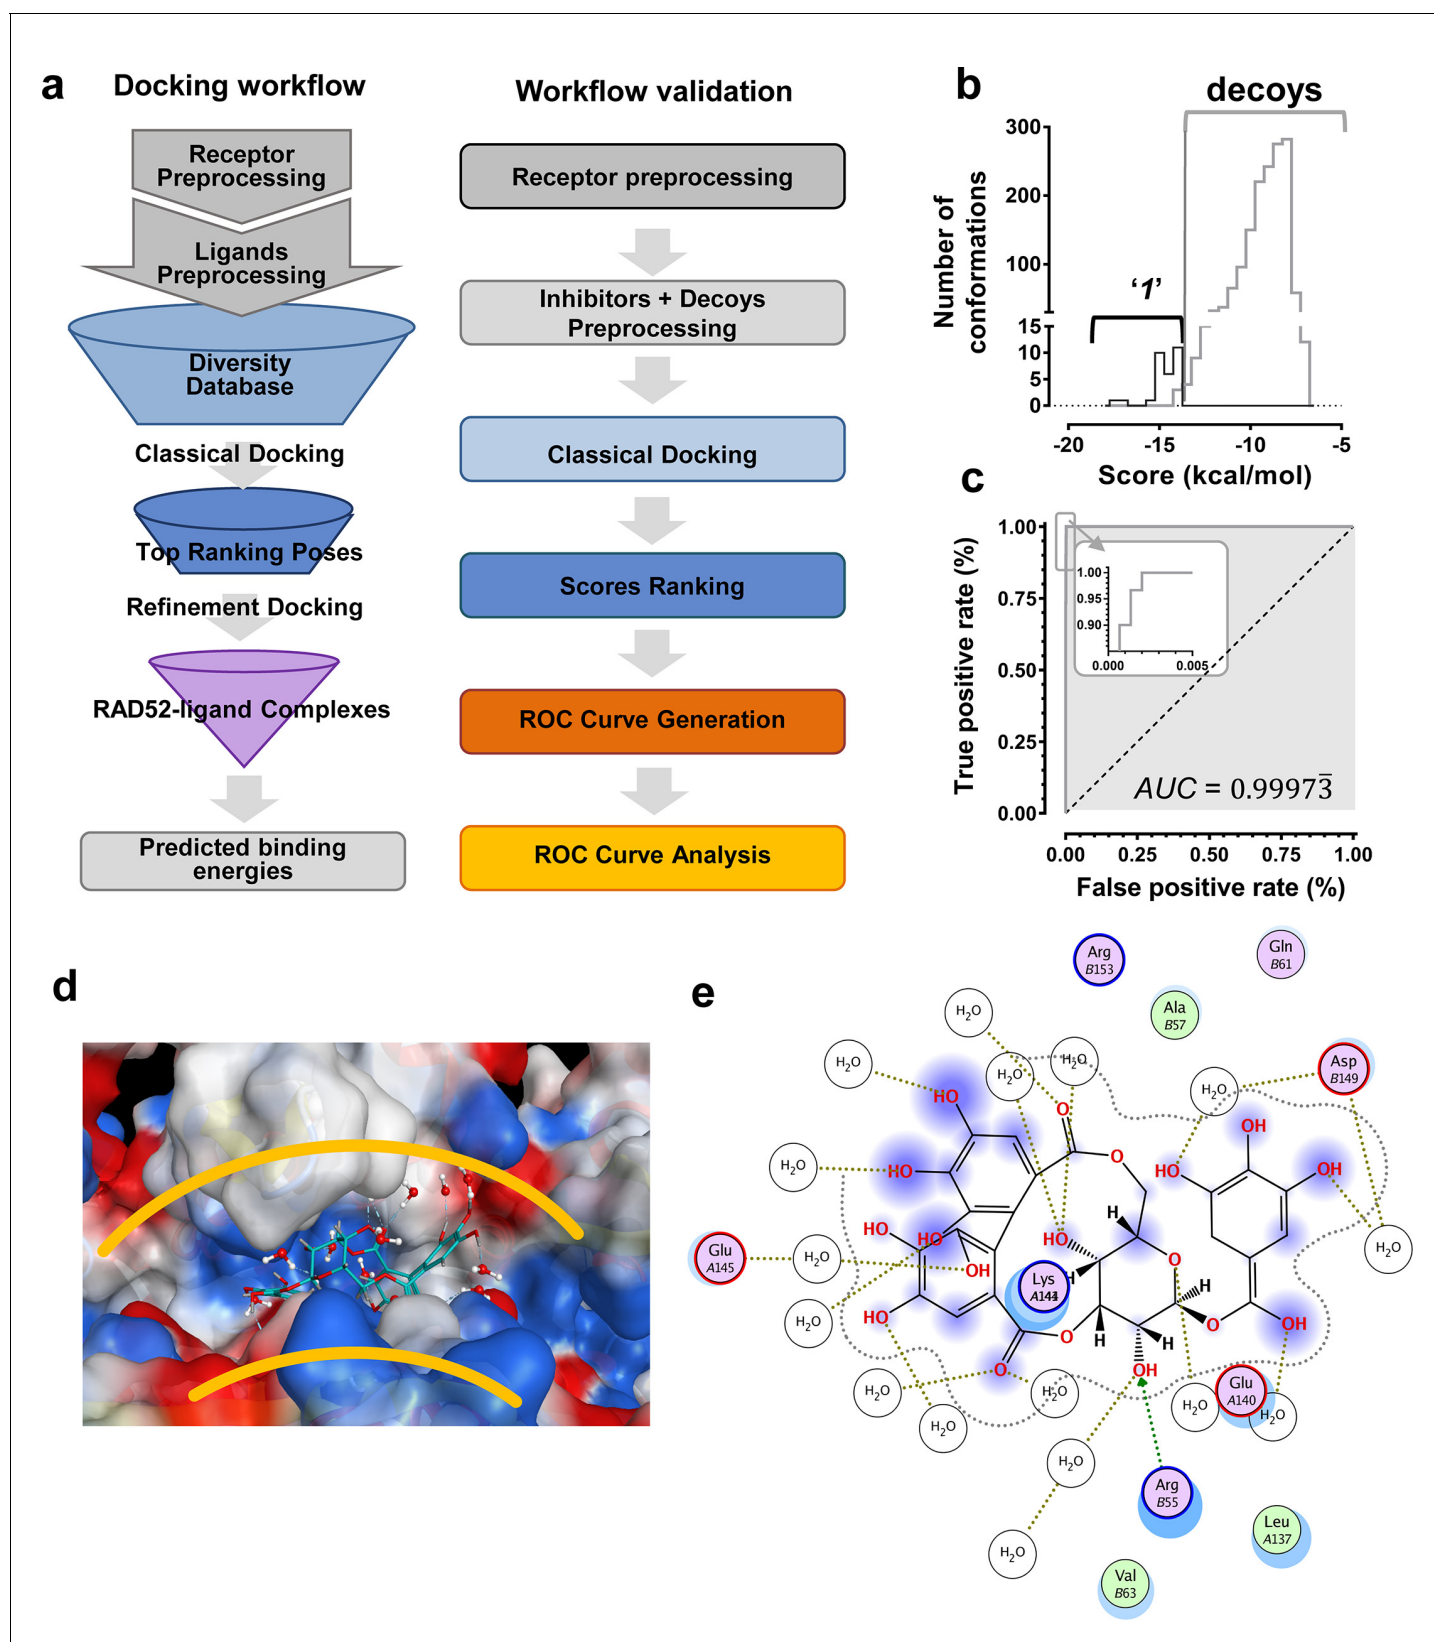 a
Docking workflow
Receptor
Preprocessing
Ligands
Preprocessing
Diversity
Database
Classical Docking
Top Ranking Poses
Refinement Docking
RAD52-ligand Complexes
Predicted binding
energies
Workflow validation
Receptor preprocessing
Inhibitors + Decoys
Preprocessing
Classical Docking
Scores Ranking
ROC Curve Generation
ROC Curve Analysis
b
decoys
‘1’
Number of
conformations
300
200
100
15
10
5
0
-20 -15 -10 -5
Score (kcal/mol)
c
True positive rate (%)
1.00
0.75
0.50
0.25
0.00
1.00
0.95
0.90
0.000 0.005
AUC = 0.99973̅
0.00 0.25 0.50 0.75 1.00
False positive rate (%)
d
e
Arg
B153
Gln
B61
Ala
B57
H2O
H2O
H2O
H2O
H2O
Asp
B149
HO
O
OH
H2O
HO
O
HO
OH
H
HO
HO
HO
Glu
A145
H2O
OH
O
H2O
Lys
H
H
HO
H2O
O
H
H
O
OH
O
OH
H2O
H2O
H2O
Glu
A140
H2O
H2O
H2O
Arg
B55
H2O
Leu
A137
Val
B63